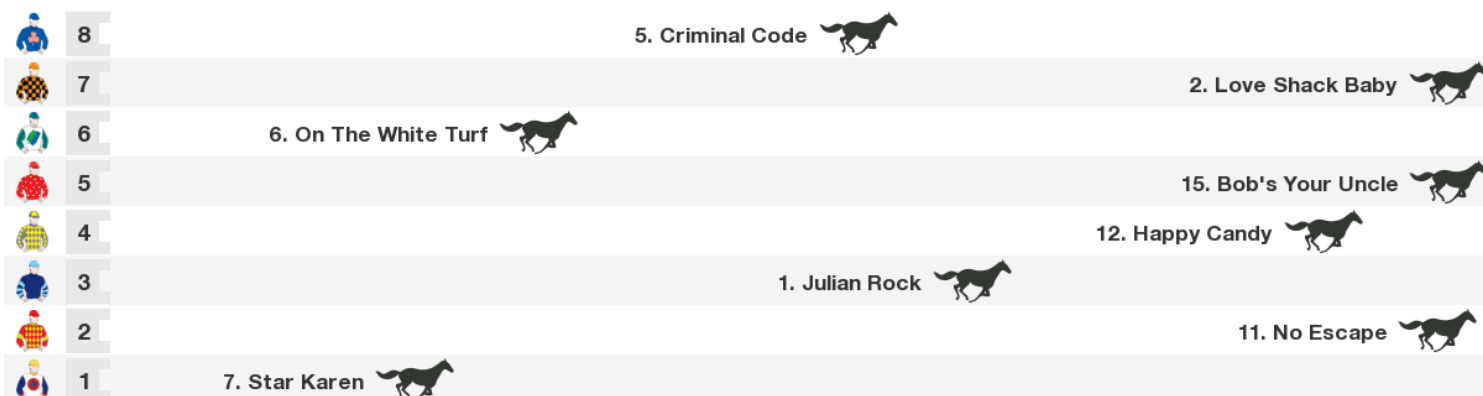 8 5. Criminal Code
7 2. Love Shack Baby
6 6. On The White Turf
5 15. Bob's Your Uncle
4 12. Happy Candy
3 1. Julian Rock
2 11. No Escape
1 7. Star Karen